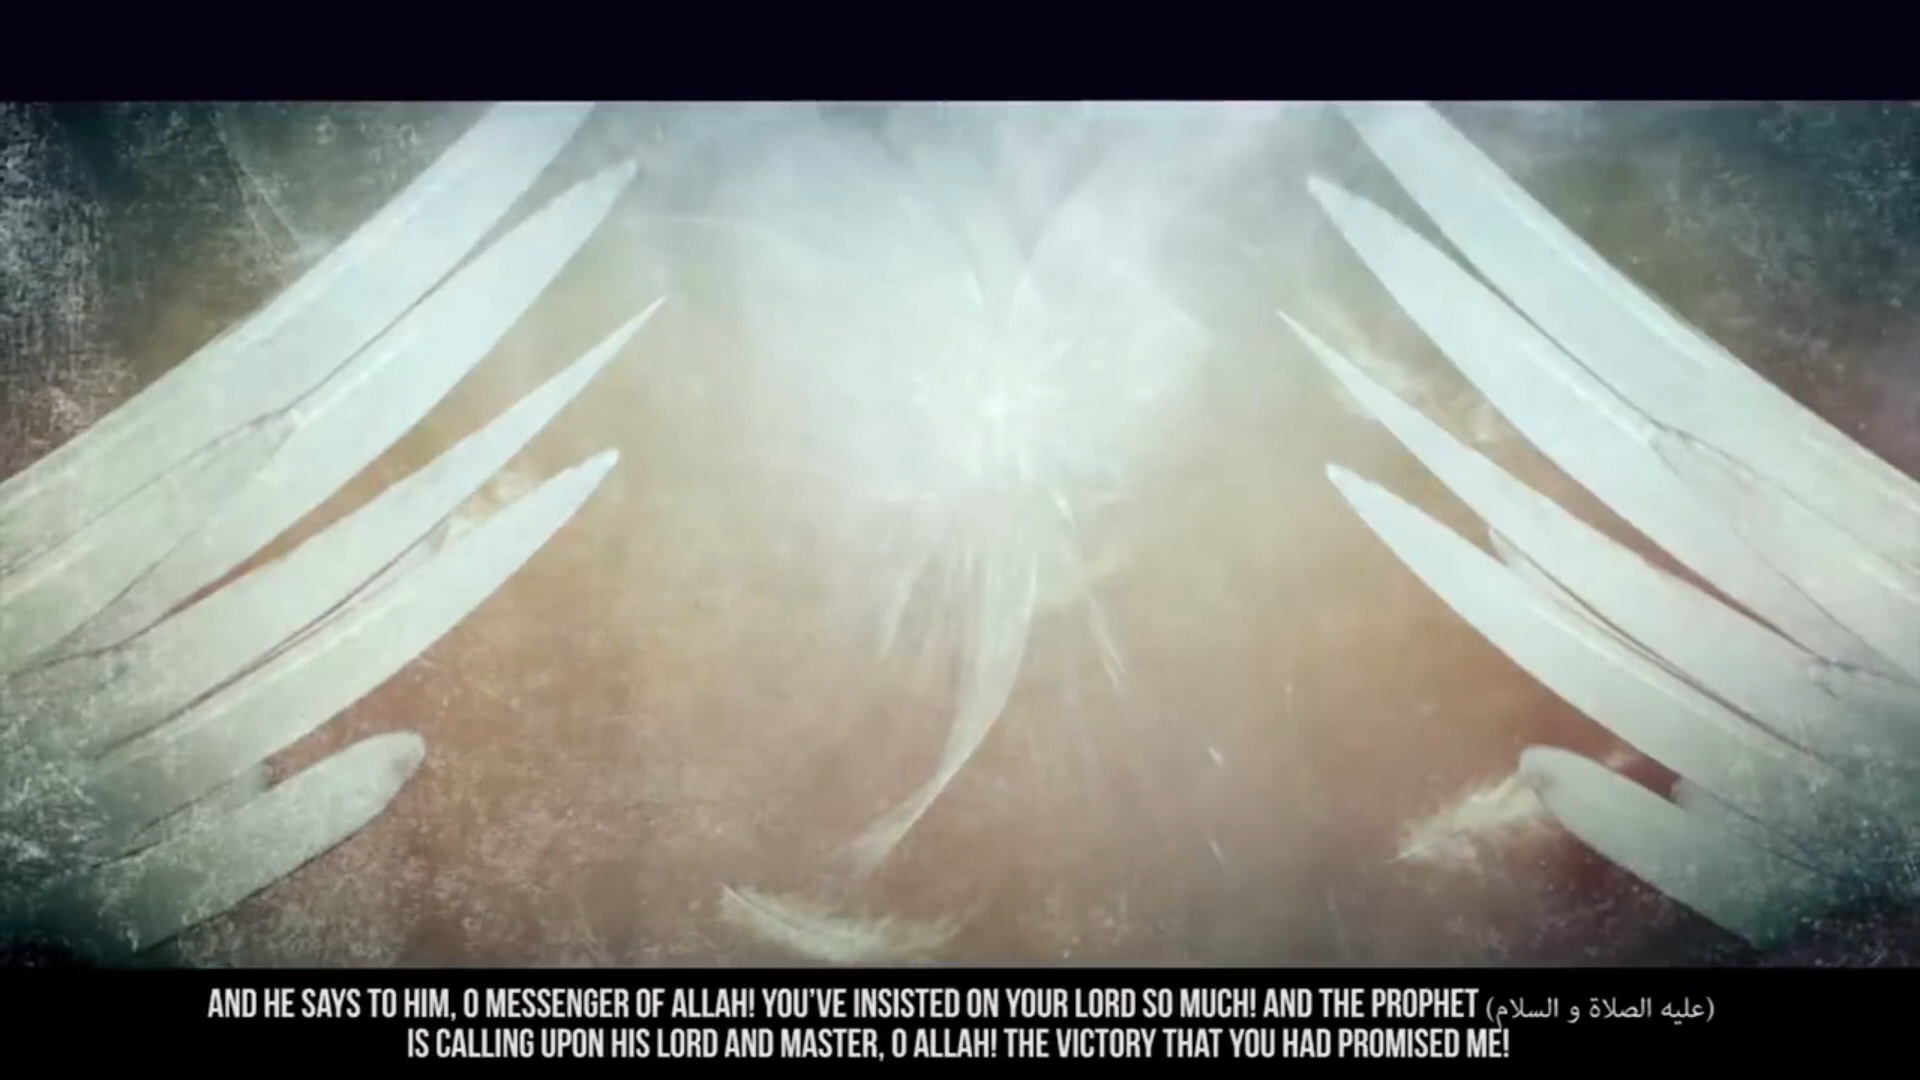 AND HE SAYS TO HIM, O MESSENGER OF ALLAH! YOU'VE INSISTED ON YOUR LORD SO MUCH! AND THE PROPHET (عليه الصلاة و السلام)
IS CALLING UPON HIS LORD AND MASTER, O ALLAH! THE VICTORY THAT YOU HAD PROMISED ME!